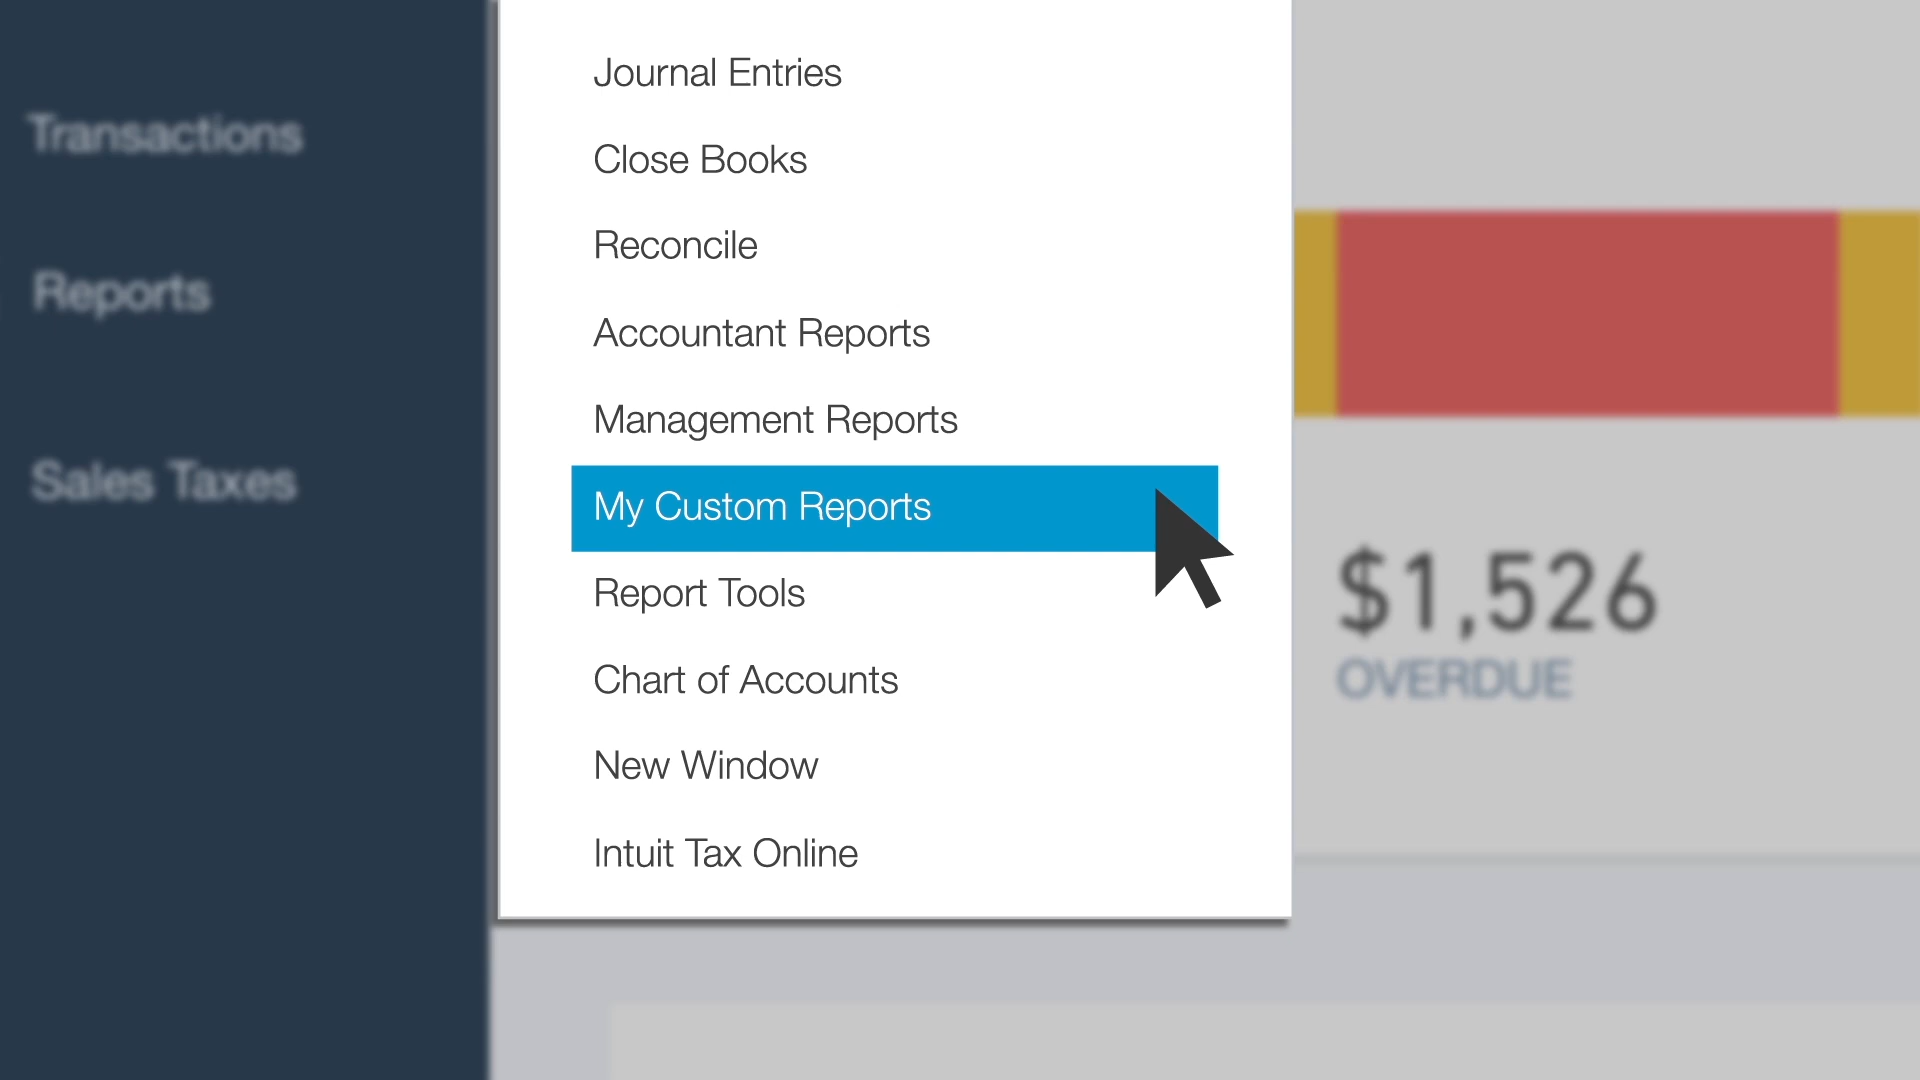 Transactions
Reports
Sales Taxes
Journal Entries
Close Books
Reconcile
Accountant Reports
Management Reports
My Custom Reports
Report Tools
Chart of Accounts
New Window
Intuit Tax Online
$1,526
OVERDUE